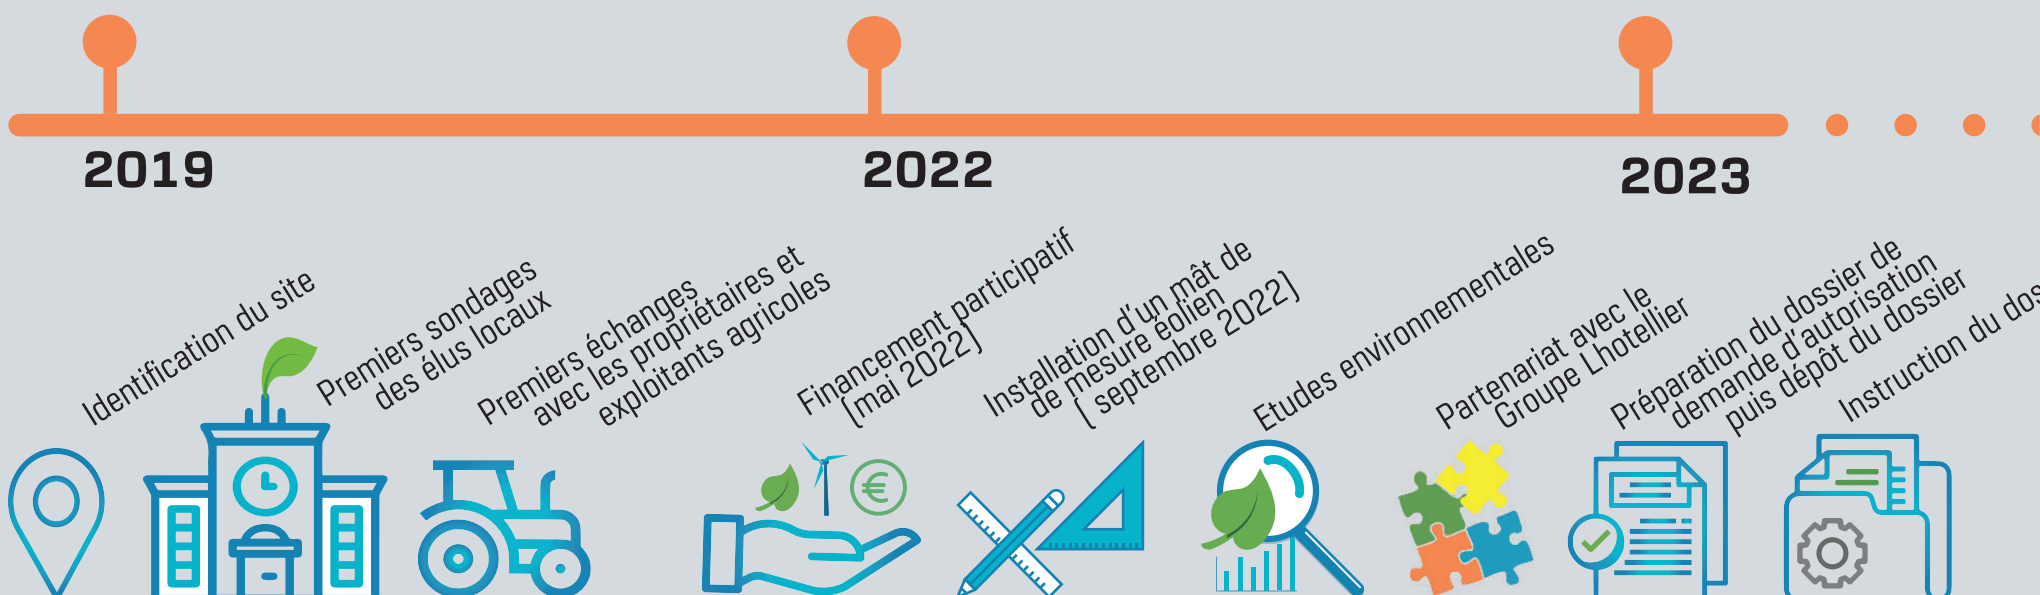 2019
2022
2023
Identification du site
Premiers sondages
des élus locaux
Premiers échanges
avec les propriétaires et
exploitants agricoles
Financement participatif
(mai 2022)
Installation d'un mât de
de mesure éolien
( septembre 2022)
Etudes environnementales
Partenariat avec le
Groupe Lhotellier
Préparation du dossier de
demande d'autorisation
puis dépôt du dossier
Instruction du dos